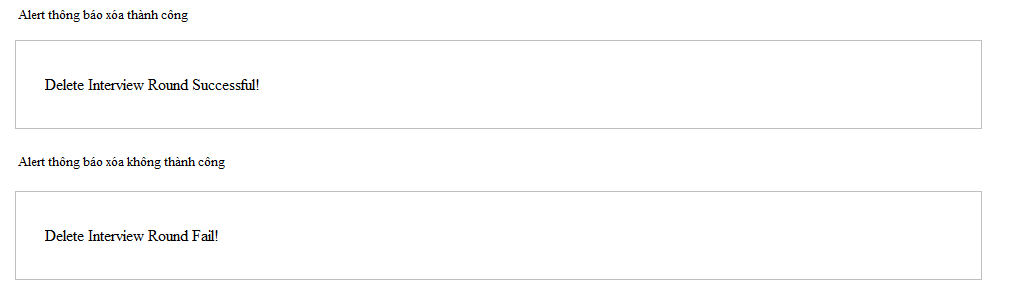 Alert thông báo xóa thành công
Delete Interview Round Successful!
Alert thông báo xóa không thành công
Delete Interview Round Fail!